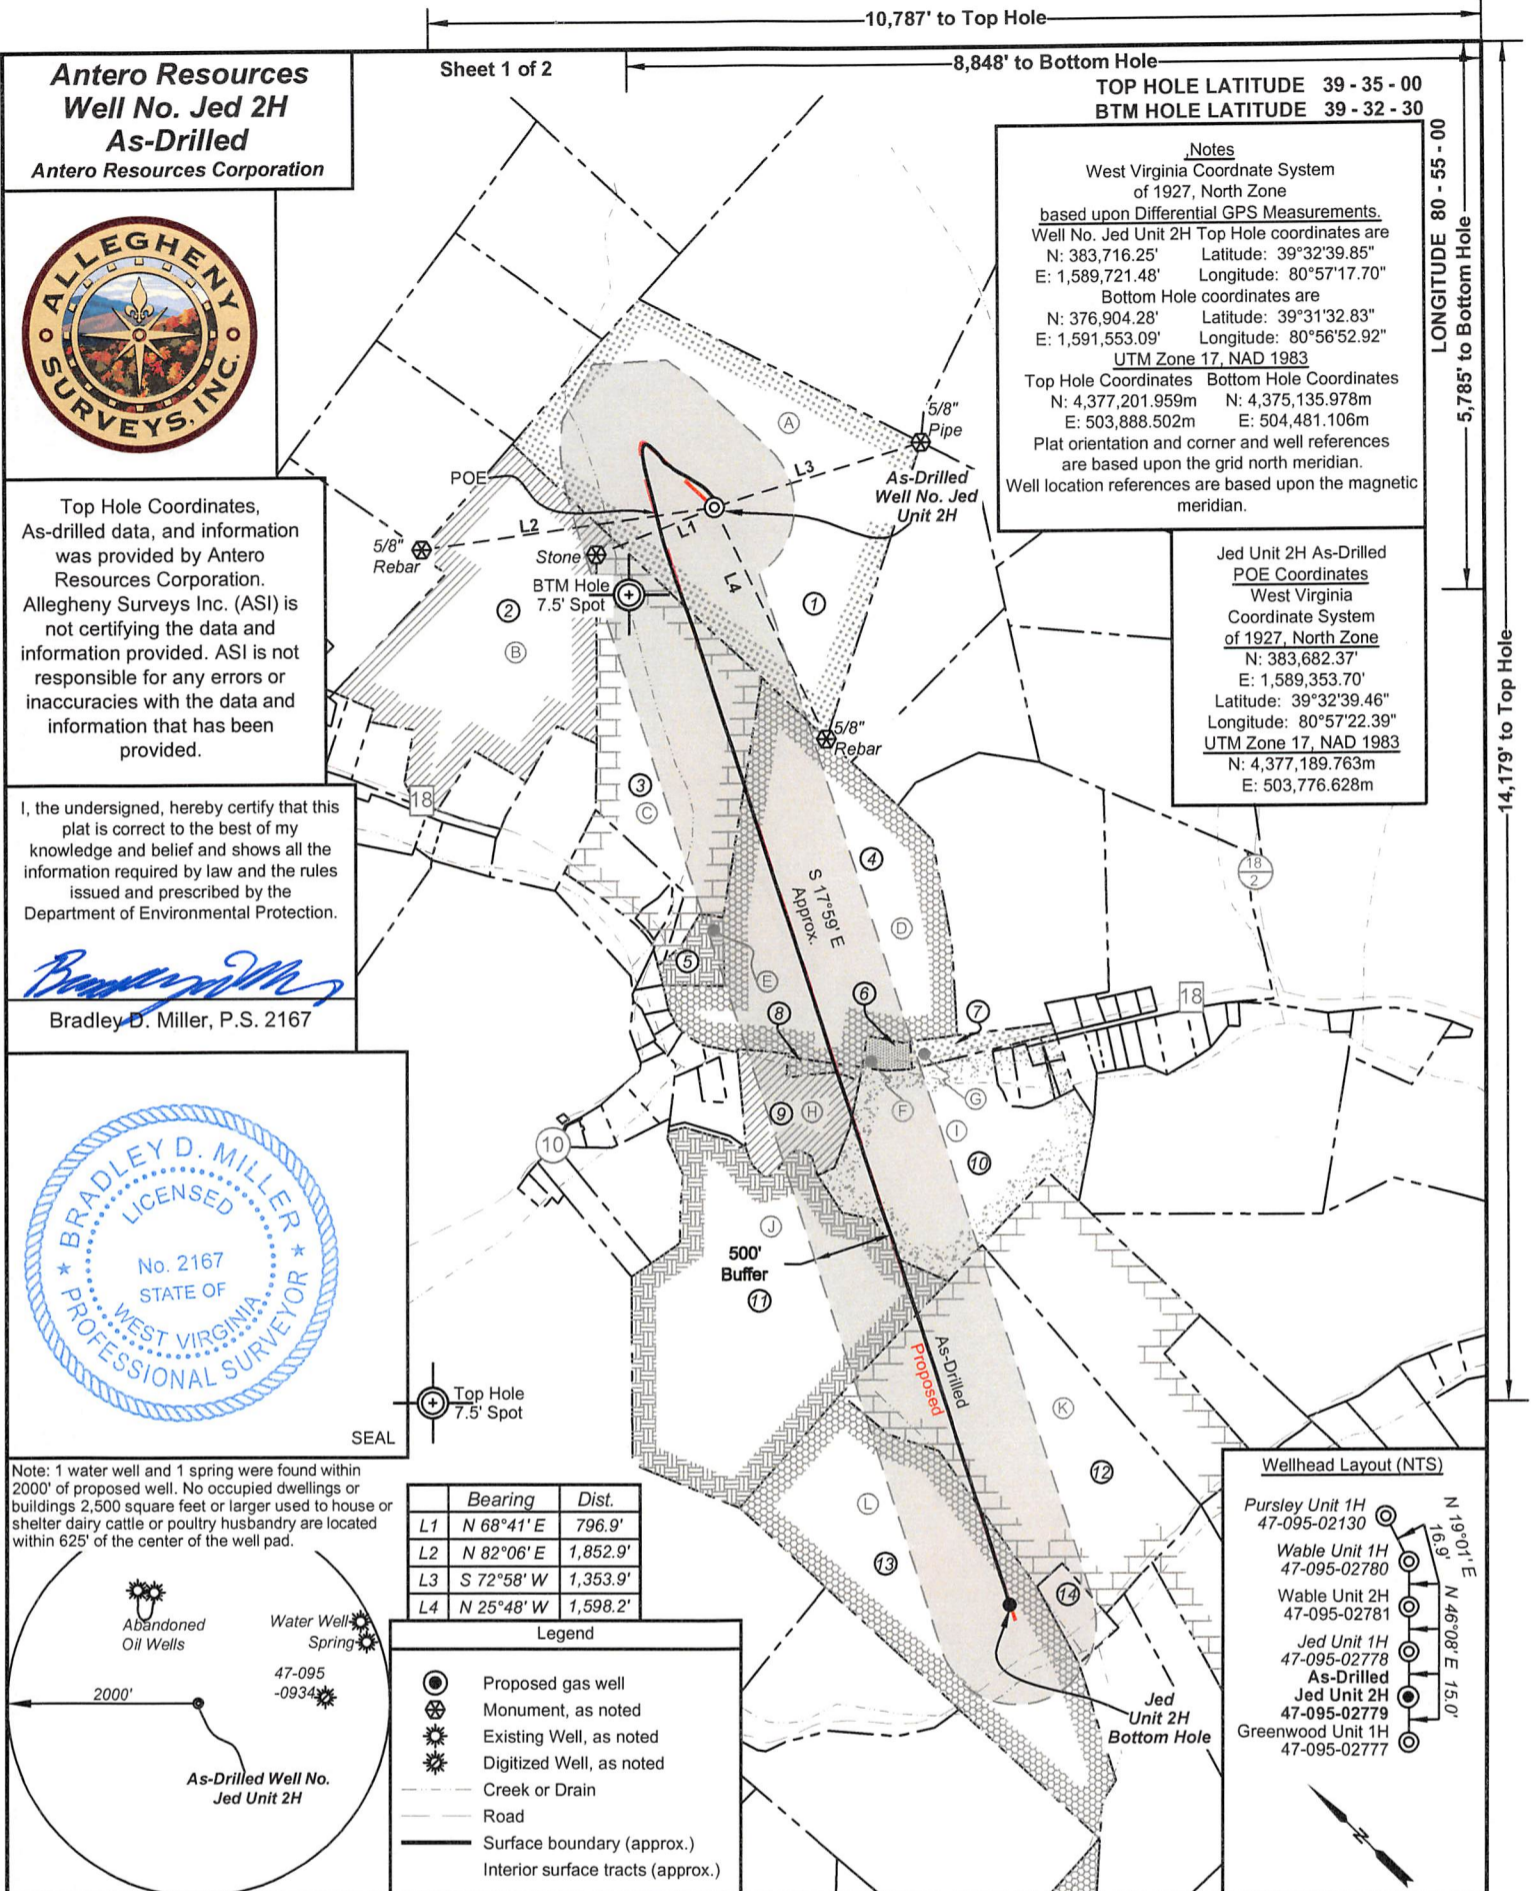 10,787' to Top Hole
8,848' to Bottom Hole
Antero Resources
Well No. Jed 2H
As-Drilled
Antero Resources Corporation
Sheet 1 of 2
TOP HOLE LATITUDE 39 - 35 - 00
BTM HOLE LATITUDE 39 - 32 - 30
LONGITUDE 80 - 55 - 00
5,785' to Bottom Hole
14,179' to Top Hole
ALLEGHENY
SURVEYS, INC.
,Notes
West Virginia Coordnate System
of 1927, North Zone
based upon Differential GPS Measurements.
Well No. Jed Unit 2H Top Hole coordinates are
N: 383,716.25' Latitude: 39°32'39.85"
E: 1,589,721.48' Longitude: 80°57'17.70"
Bottom Hole coordinates are
N: 376,904.28' Latitude: 39°31'32.83"
E: 1,591,553.09' Longitude: 80°56'52.92"
UTM Zone 17, NAD 1983
Top Hole Coordinates Bottom Hole Coordinates
N: 4,377,201.959m N: 4,375,135.978m
E: 503,888.502m E: 504,481.106m
Plat orientation and corner and well references
are based upon the grid north meridian.
Well location references are based upon the magnetic
meridian.
Jed Unit 2H As-Drilled
POE Coordinates
West Virginia
Coordinate System
of 1927, North Zone
N: 383,682.37'
E: 1,589,353.70'
Latitude: 39°32'39.46"
Longitude: 80°57'22.39"
UTM Zone 17, NAD 1983
N: 4,377,189.763m
E: 503,776.628m
Top Hole Coordinates,
As-drilled data, and information
was provided by Antero
Resources Corporation.
Allegheny Surveys Inc. (ASI) is
not certifying the data and
information provided. ASI is not
responsible for any errors or
inaccuracies with the data and
information that has been
provided.
I, the undersigned, hereby certify that this
plat is correct to the best of my
knowledge and belief and shows all the
information required by law and the rules
issued and prescribed by the
Department of Environmental Protection.
Bradley D. Miller, P.S. 2167
BRADLEY D. MILLER
LICENSED
No. 2167
STATE OF
WEST VIRGINIA
PROFESSIONAL SURVEYOR
SEAL
A
5/8"
Pipe
L3
As-Drilled
Well No. Jed
Unit 2H
POE
L2
L1
5/8"
Rebar
Stone
BTM Hole
7.5' Spot
L4
1
2
B
5/8"
Rebar
3
C
18
4
S 17°59' E
Approx.
D
18
2
5
E
6
7
8
18
F
G
9
H
I
10
10
J
500'
Buffer
11
As-Drilled
Proposed
K
12
L
13
14
Top Hole
7.5' Spot
Jed
Unit 2H
Bottom Hole
Note: 1 water well and 1 spring were found within
2000' of proposed well. No occupied dwellings or
buildings 2,500 square feet or larger used to house or
shelter dairy cattle or poultry husbandry are located
within 625' of the center of the well pad.
Abandoned
Oil Wells
Water Well
Spring
47-095
-0934
2000'
As-Drilled Well No.
Jed Unit 2H
Bearing Dist.
L1 N 68°41' E 796.9'
L2 N 82°06' E 1,852.9'
L3 S 72°58' W 1,353.9'
L4 N 25°48' W 1,598.2'
Legend
Proposed gas well
Monument, as noted
Existing Well, as noted
Digitized Well, as noted
Creek or Drain
Road
Surface boundary (approx.)
Interior surface tracts (approx.)
Wellhead Layout (NTS)
Pursley Unit 1H
47-095-02130
Wable Unit 1H
47-095-02780
Wable Unit 2H
47-095-02781
Jed Unit 1H
47-095-02778
As-Drilled
Jed Unit 2H
47-095-02779
Greenwood Unit 1H
47-095-02777
N 19°01' E
16.9'
N 46°08' E 15.0'
N